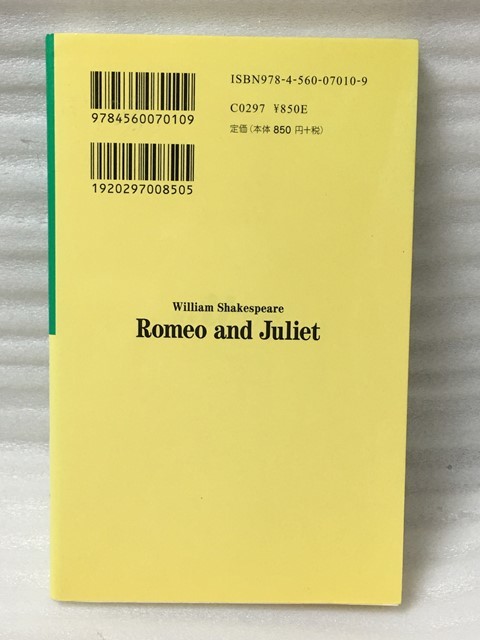 9784560070109
1920297008505
ISBN978-4-560-07010-9
C0297 ¥850E
定価(本体 850 円+税)
William Shakespeare
Romeo and Juliet